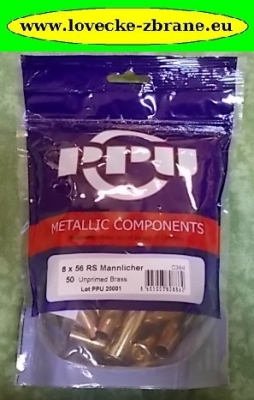 www.lovecke-zbrane.eu
PPU
METALLIC COMPONENTS
8 x 56 RS Mannlicher
50 Unprimed Brass
Lot PPU 20001